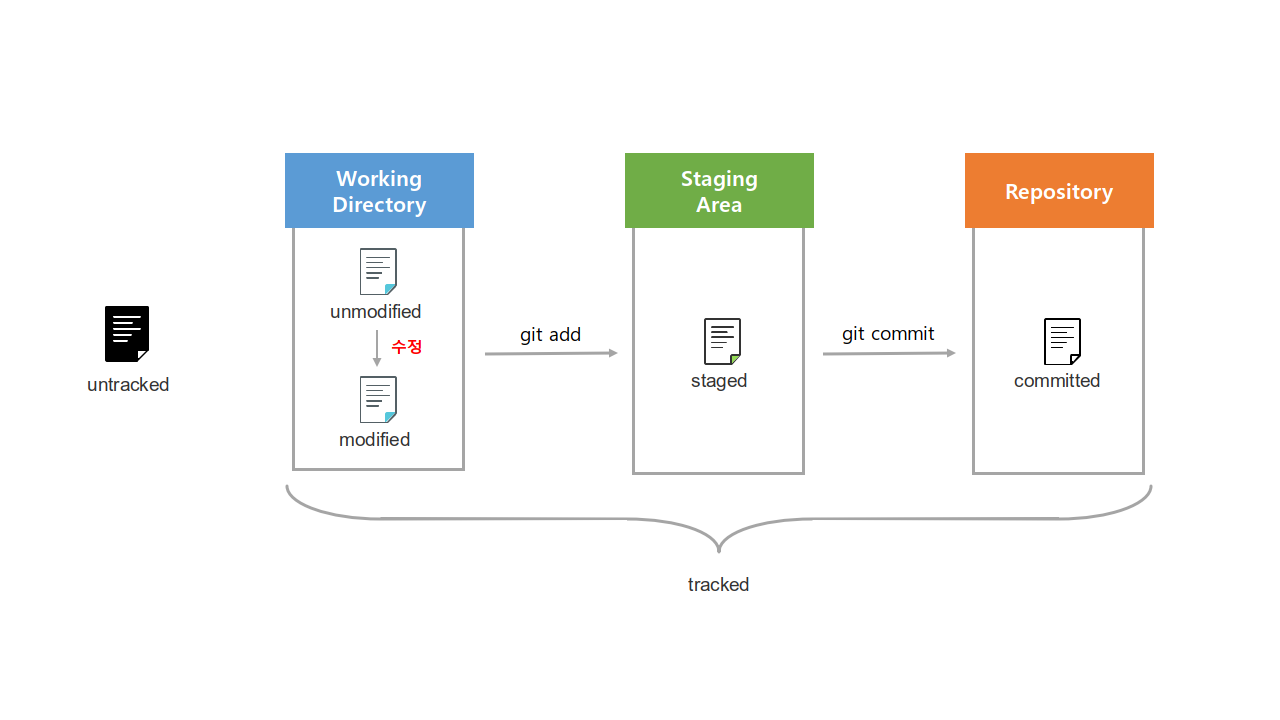 Working
Directory
Staging
Area
Repository
untracked
unmodified
수정
modified
git add
staged
git commit
committed
tracked